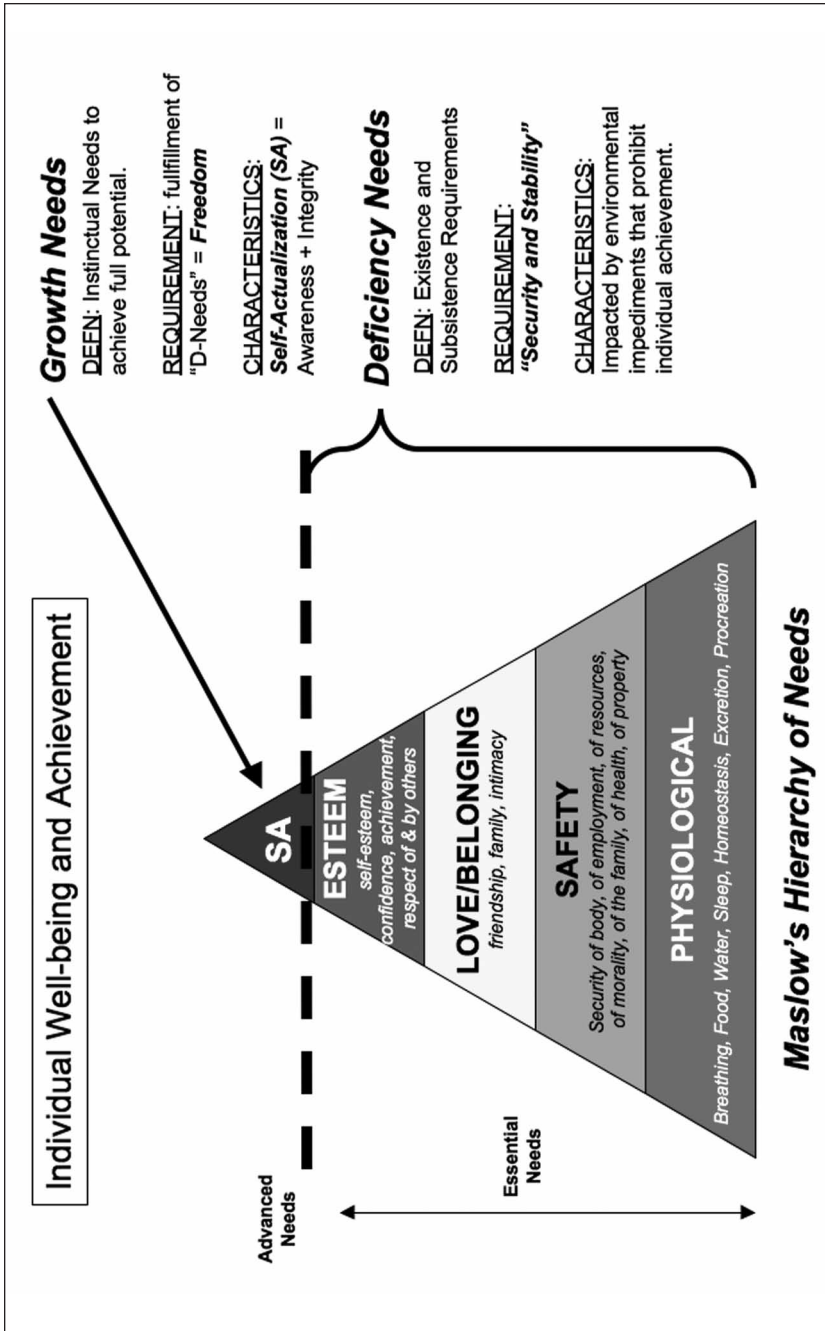 Individual Well-being and Achievement
Growth Needs
DEFN: Instinctual Needs to
achieve full potential.
REQUIREMENT: fullfillment of
"D-Needs" = Freedom
CHARACTERISTICS:
Self-Actualization (SA) =
Awareness + Integrity
Advanced
Needs
Essential
Needs
SA
ESTEEM
self-esteem,
confidence, achievement,
respect of & by others
LOVE/BELONGING
friendship, family, intimacy
SAFETY
Security of body, of employment, of resources,
of morality, of the family, of health, of property
PHYSIOLOGICAL
Breathing, Food, Water, Sleep, Homeostasis, Excretion, Procreation
Deficiency Needs
DEFN: Existence and
Subsistence Requirements
REQUIREMENT:
"Security and Stability"
CHARACTERISTICS:
Impacted by environmental
impediments that prohibit
individual achievement.
Maslow's Hierarchy of Needs